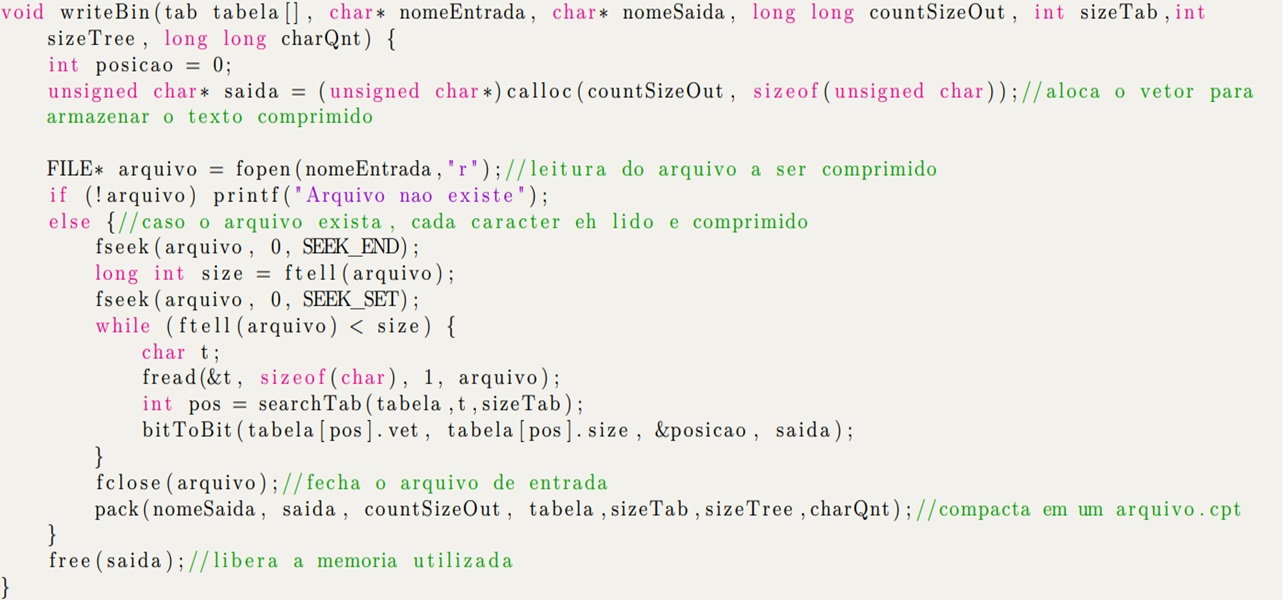 void writeBin(tab tabela[], char* nomeEntrada, char* nomeSaida, long long countSizeOut, int sizeTab,int
sizeTree, long long charQnt) {
int posicao = 0;
unsigned char* saida = (unsigned char*)calloc(countSizeOut, sizeof(unsigned char));//aloca o vetor para
armazenar o texto comprimido
FILE* arquivo = fopen(nomeEntrada,"r");//leitura do arquivo a ser comprimido
if (!arquivo) printf("Arquivo nao existe");
else {//caso o arquivo exista, cada caracter eh lido e comprimido
fseek(arquivo, 0, SEEK_END);
long int size = ftell(arquivo);
fseek(arquivo, 0, SEEK_SET);
while (ftell(arquivo) < size) {
char t;
fread(&t, sizeof(char), 1, arquivo);
int pos = searchTab(tabela,t,sizeTab);
bitToBit(tabela[pos].vet, tabela[pos].size, &posicao, saida);
}
fclose(arquivo);//fecha o arquivo de entrada
pack(nomeSaida, saida, countSizeOut, tabela,sizeTab,sizeTree,charQnt);//compacta em um arquivo.cpt
}
free(saida);//libera a memoria utilizada
}